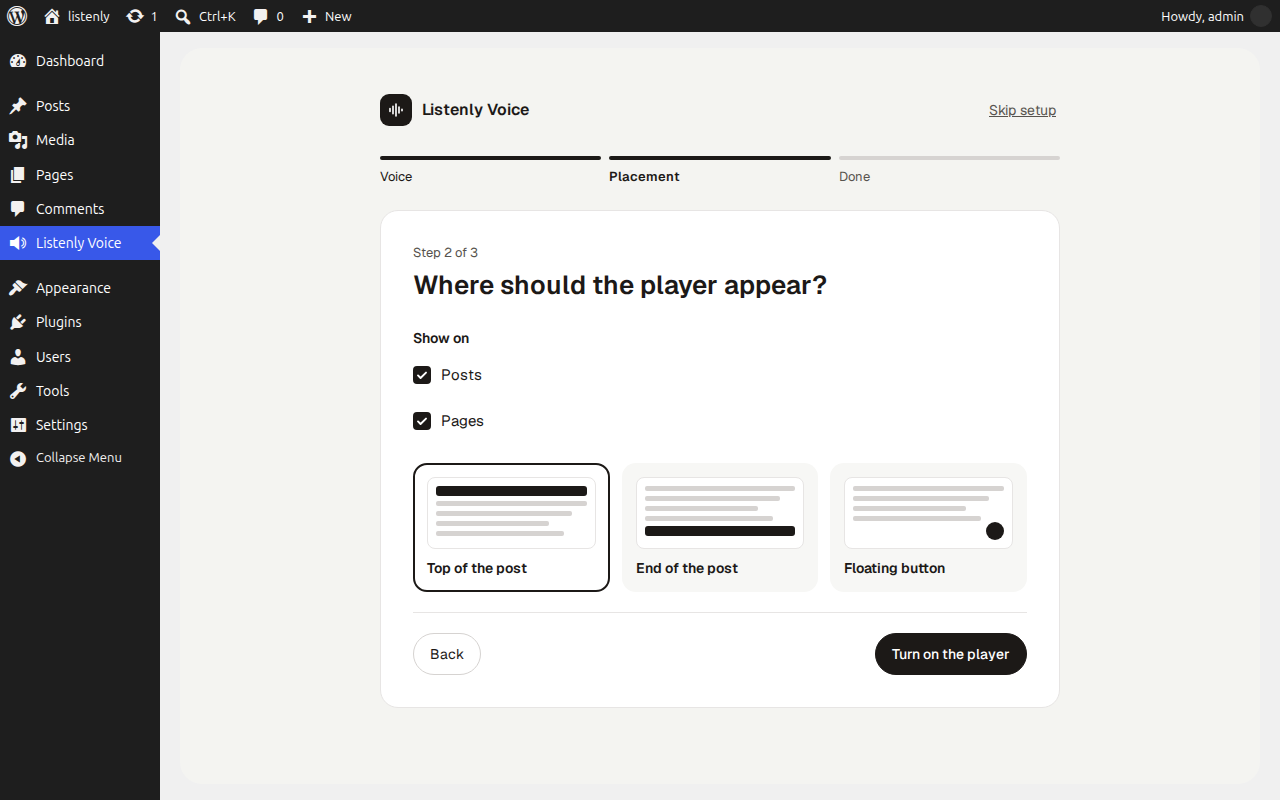 listenly
1
Ctrl+K
0
New
Howdy, admin
Dashboard
Posts
Media
Pages
Comments
Listenly Voice
Appearance
Plugins
Users
Tools
Settings
Collapse Menu
Listenly Voice
Skip setup
Voice
Placement
Done
Step 2 of 3
Where should the player appear?
Show on
Posts
Pages
Top of the post
End of the post
Floating button
Back
Turn on the player